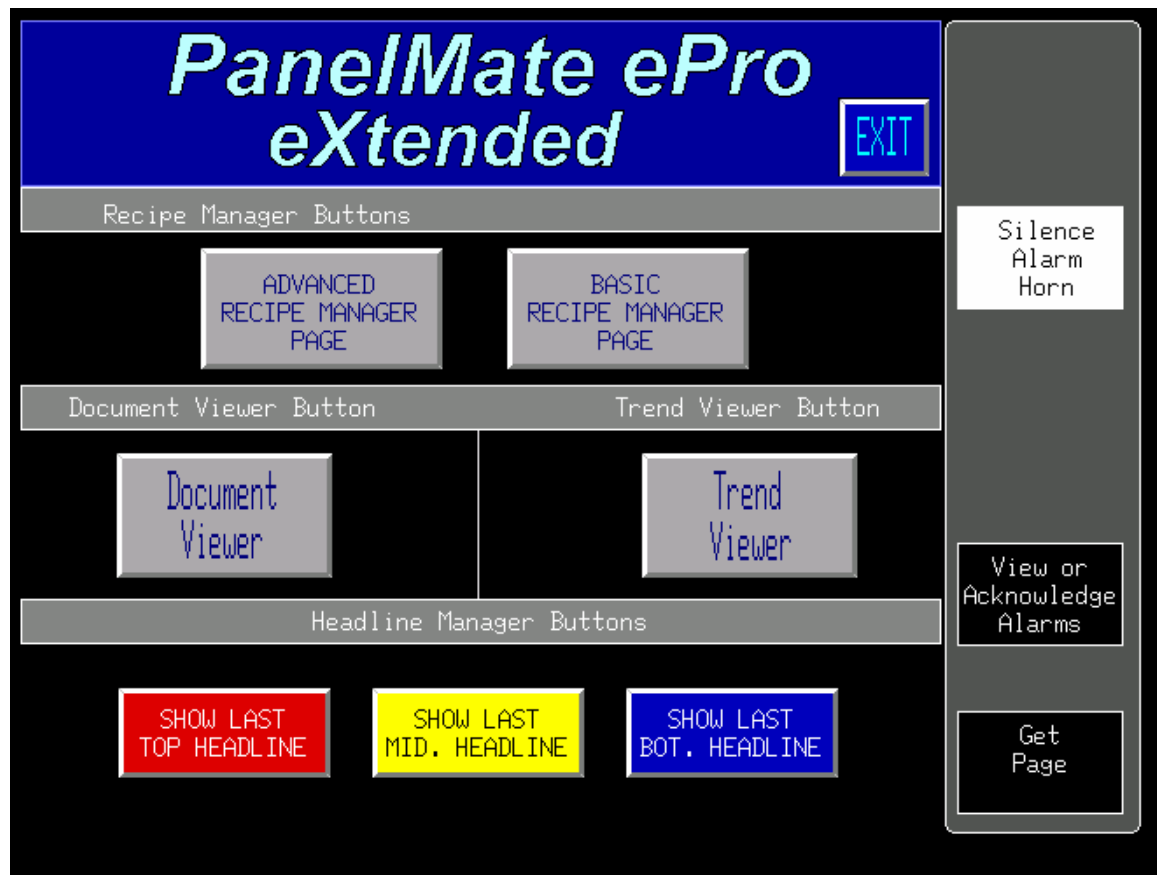 PanelMate ePro
eXtended
EXIT
Recipe Manager Buttons
ADVANCED
RECIPE MANAGER
PAGE
BASIC
RECIPE MANAGER
PAGE
Document Viewer Button
Trend Viewer Button
Document
Viewer
Trend
Viewer
Headline Manager Buttons
SHOW LAST
TOP HEADLINE
SHOW LAST
MID. HEADLINE
SHOW LAST
BOT. HEADLINE
Silence
Alarm
Horn
View or
Acknowledge
Alarms
Get
Page